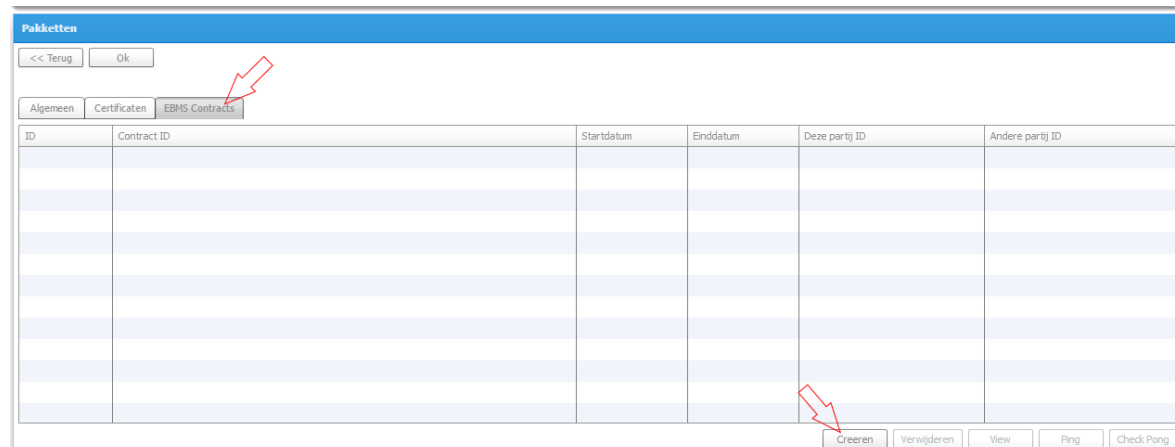 Pakketten
<< Terug Ok
Algemeen Certificaten EBMS Contracts
ID Contract ID Startdatum Einddatum Deze partij ID Andere partij ID
Creeren Verwijderen View Ping Check Pong